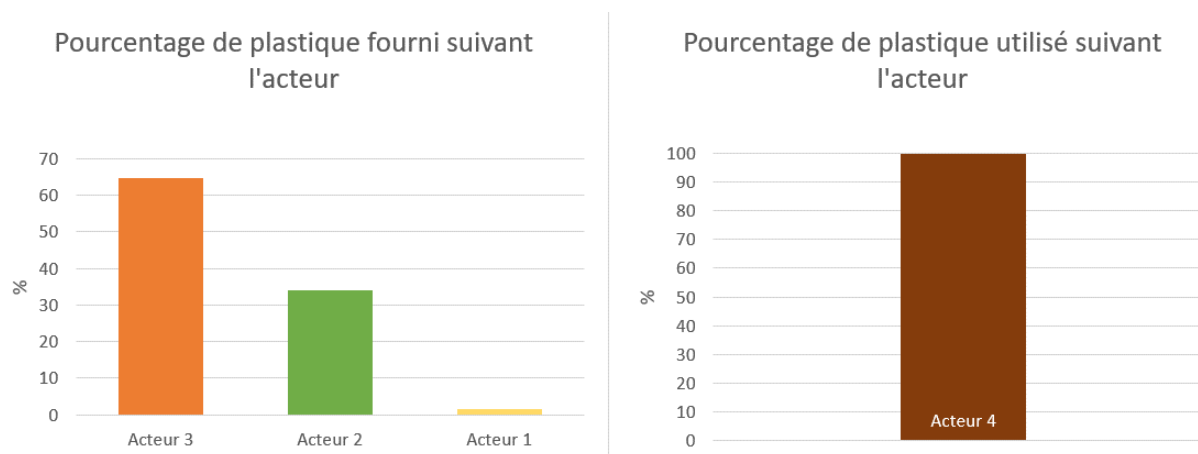 Pourcentage de plastique fourni suivant
l'acteur
70
60
50
40
30
20
10
0
%
Acteur 3
Acteur 2
Acteur 1
Pourcentage de plastique utilisé suivant
l'acteur
100
90
80
70
60
50
40
30
20
10
0
%
Acteur 4